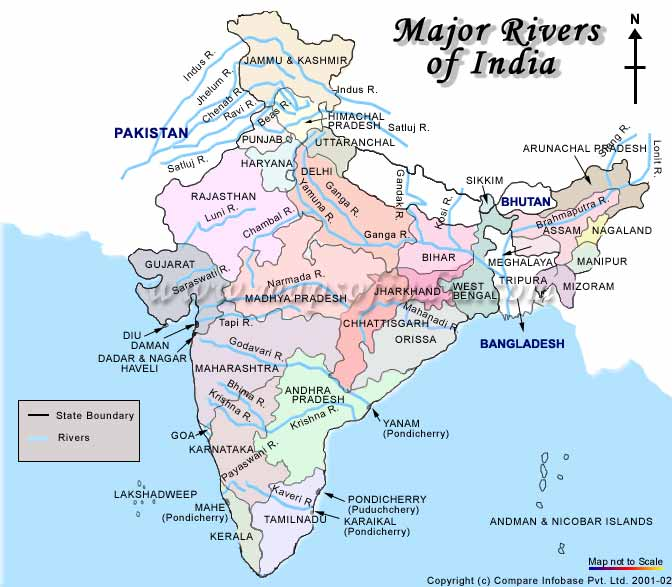 Major Rivers
of India
N
JAMMU & KASHMIR
Indus R.
Jhelum R.
Chenab R.
Ravi R.
Beas R.
Indus R.
HIMACHAL
PRADESH
Satluj R.
PAKISTAN
PUNJAB
UTTARANCHAL
Satluj R.
HARYANA
DELHI
ARUNACHAL PRADESH
Lohit R.
RAJASTHAN
Luni R.
Chambal R.
Yamuna R.
Ganga R.
Ganga R.
Gandak R.
Kosi R.
SIKKIM
BHUTAN
Brahmaputra R.
ASSAM
NAGALAND
BIHAR
MEGHALAYA
MANIPUR
GUJARAT
Saraswati R.
Narmada R.
MADHYA PRADESH
JHARKHAND
WEST
BENGAL
TRIPURA
MIZORAM
www.mapsofindia.com
CHHATTISGARH
Mahanadi R.
ORISSA
BANGLADESH
DIU
DAMAN
DADAR & NAGAR
HAVELI
Tapi R.
Godavari R.
MAHARASHTRA
Bhima R.
Krishna R.
ANDHRA
PRADESH
Krishna R.
YANAM
(Pondicherry)
State Boundary
Rivers
GOA
KARNATAKA
Payaswani R.
LAKSHADWEEP
MAHE
(Pondicherry)
Kaveri R.
PONDICHERRY
(Puduchchery)
KARAIKAL
(Pondicherry)
TAMILNADU
KERALA
ANDMAN & NICOBAR ISLANDS
Map not to Scale
Copyright (c) Compare Infobase Pvt. Ltd. 2001-02